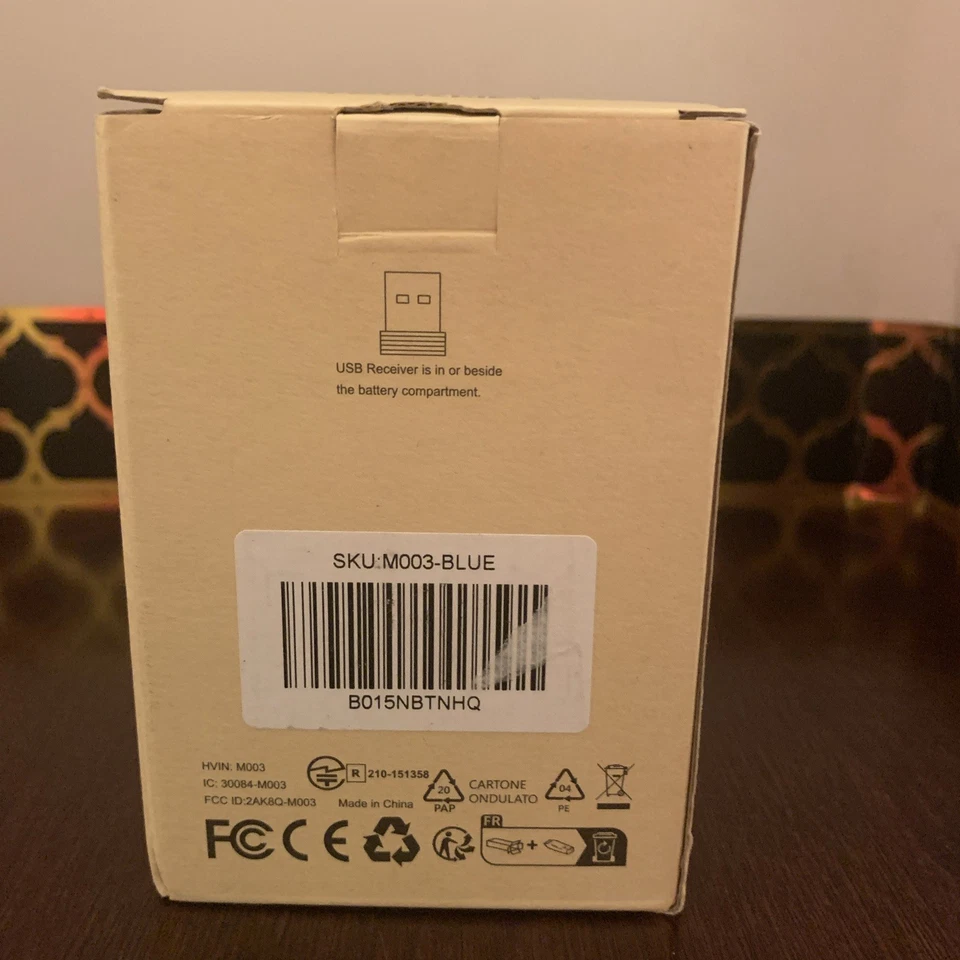 USB Receiver is in or beside
the battery compartment.
SKU:M003-BLUE
B015NBTNHQ
HVIN: M003
IC: 30084-M003
FCC ID:2AK8Q-M003
R 210-151358
Made in China
20
PAP
CARTONE
ONDULATO
04
PE
FC CE
FR
+